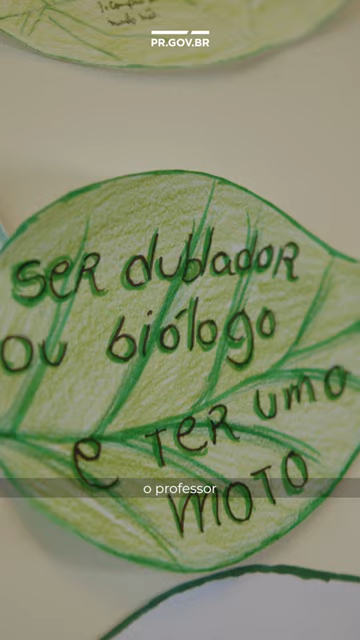 PR.GOV.BR
SER dublador
OU biólogo
e TER uma
o professor
MOTO